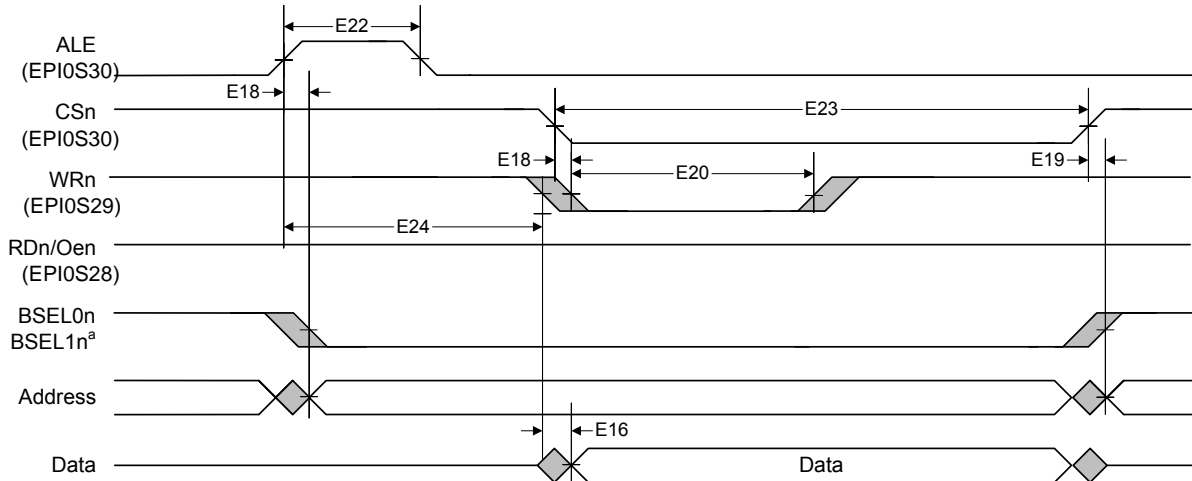 E22
ALE
(EPI0S30)
E18
CSn
(EPI0S30)
E23
E18
E20
E19
WRn
(EPI0S29)
E24
RDn/Oen
(EPI0S28)
BSEL0n
BSEL1nª
Address
E16
Data
Data